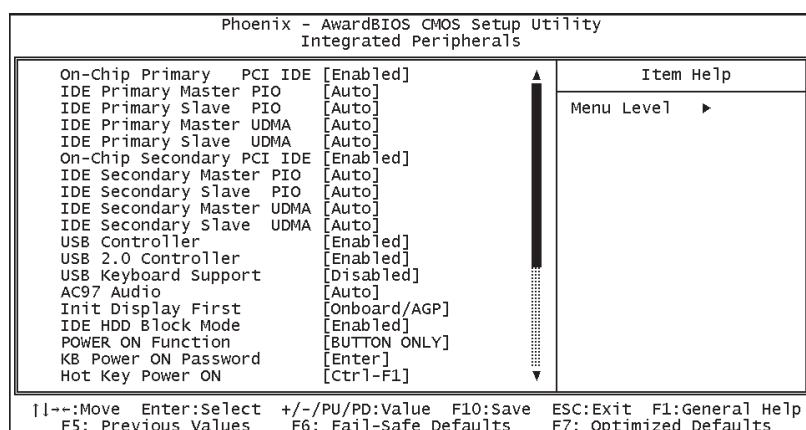 Phoenix - AwardBIOS CMOS Setup Utility
Integrated Peripherals
On-Chip Primary PCI IDE [Enabled]
IDE Primary Master PIO [Auto]
IDE Primary Slave PIO [Auto]
IDE Primary Master UDMA [Auto]
IDE Primary Slave UDMA [Auto]
On-Chip Secondary PCI IDE [Enabled]
IDE Secondary Master PIO [Auto]
IDE Secondary Slave PIO [Auto]
IDE Secondary Master UDMA [Auto]
IDE Secondary Slave UDMA [Auto]
USB Controller [Enabled]
USB 2.0 Controller [Enabled]
USB Keyboard Support [Disabled]
AC97 Audio [Auto]
Init Display First [Onboard/AGP]
IDE HDD Block Mode [Enabled]
POWER ON Function [BUTTON ONLY]
KB Power ON Password [Enter]
Hot Key Power ON [Ctrl-F1]
Item Help
Menu Level ▶
↑↓→←:Move Enter:Select +/-/PU/PD:Value F10:Save ESC:Exit F1:General Help
F5: Previous Values F6: Fail-Safe Defaults F7: Optimized Defaults